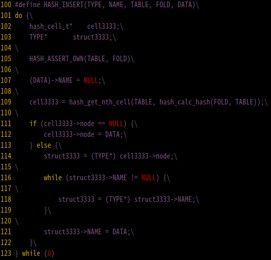 100 #define HASH_INSERT(TYPE, NAME, TABLE, FOLD, DATA)\
101 do {\
102     hash_cell_t*    cell3333;\
103     TYPE*       struct3333;\
104 \
105     HASH_ASSERT_OWN(TABLE, FOLD)\
106 \
107     (DATA)->NAME = NULL;\
108 \
109     cell3333 = hash_get_nth_cell(TABLE, hash_calc_hash(FOLD, TABLE));\
110 \
111     if (cell3333->node == NULL) {\
112         cell3333->node = DATA;\
113     } else {\
114         struct3333 = (TYPE*) cell3333->node;\
115 \
116         while (struct3333->NAME != NULL) {\
117 \
118             struct3333 = (TYPE*) struct3333->NAME;\
119         }\
120 \
121         struct3333->NAME = DATA;\
122     }\
123 } while (0)